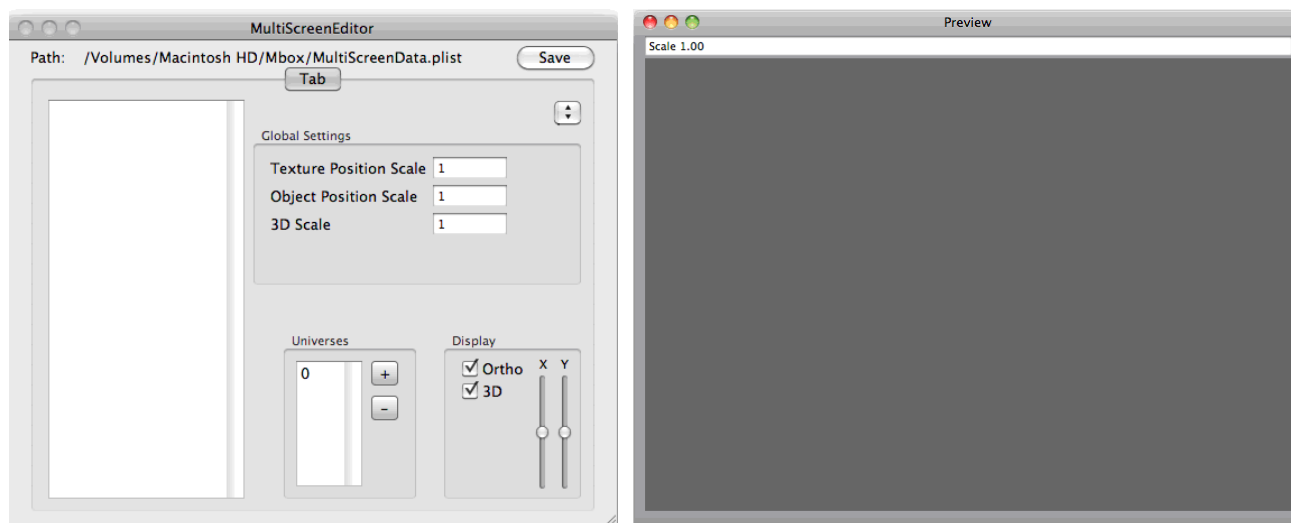 MultiScreenEditor
Path: /Volumes/Macintosh HD/Mbox/MultiScreenData.plist Save
Tab
Global Settings
Texture Position Scale 1
Object Position Scale 1
3D Scale 1
Universes
0
+
-
Display
X Y
Ortho
3D
Preview
Scale 1.00